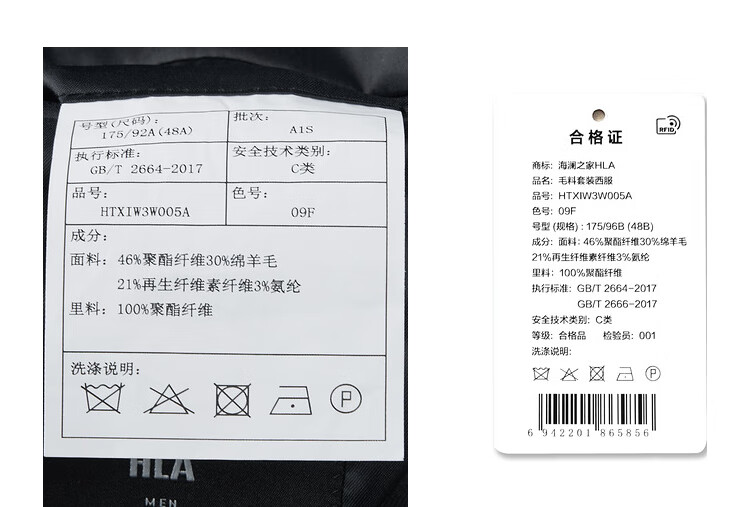 号型(尺码):
175/92A(48A)
批次:
A1S
执行标准:
GB/T 2664-2017
安全技术类别:
C类
品号:
HTXIW3W005A
色号:
09F
成分:
面料: 46%聚酯纤维30%绵羊毛
21%再生纤维素纤维3%氨纶
里料: 100%聚酯纤维
洗涤说明:
P
HLA
MEN
RFID
合格证
商标: 海澜之家HLA
品名: 毛料套装西服
品号: HTXIW3W005A
色号: 09F
号型 (规格) : 175/96B (48B)
成分: 面料: 46%聚酯纤维30%绵羊毛
21%再生纤维素纤维3%氨纶
里料: 100%聚酯纤维
执行标准: GB/T 2664-2017
GB/T 2666-2017
安全技术类别: C类
等级: 合格品 检验员: 001
洗涤说明:
P
6 942201 865856